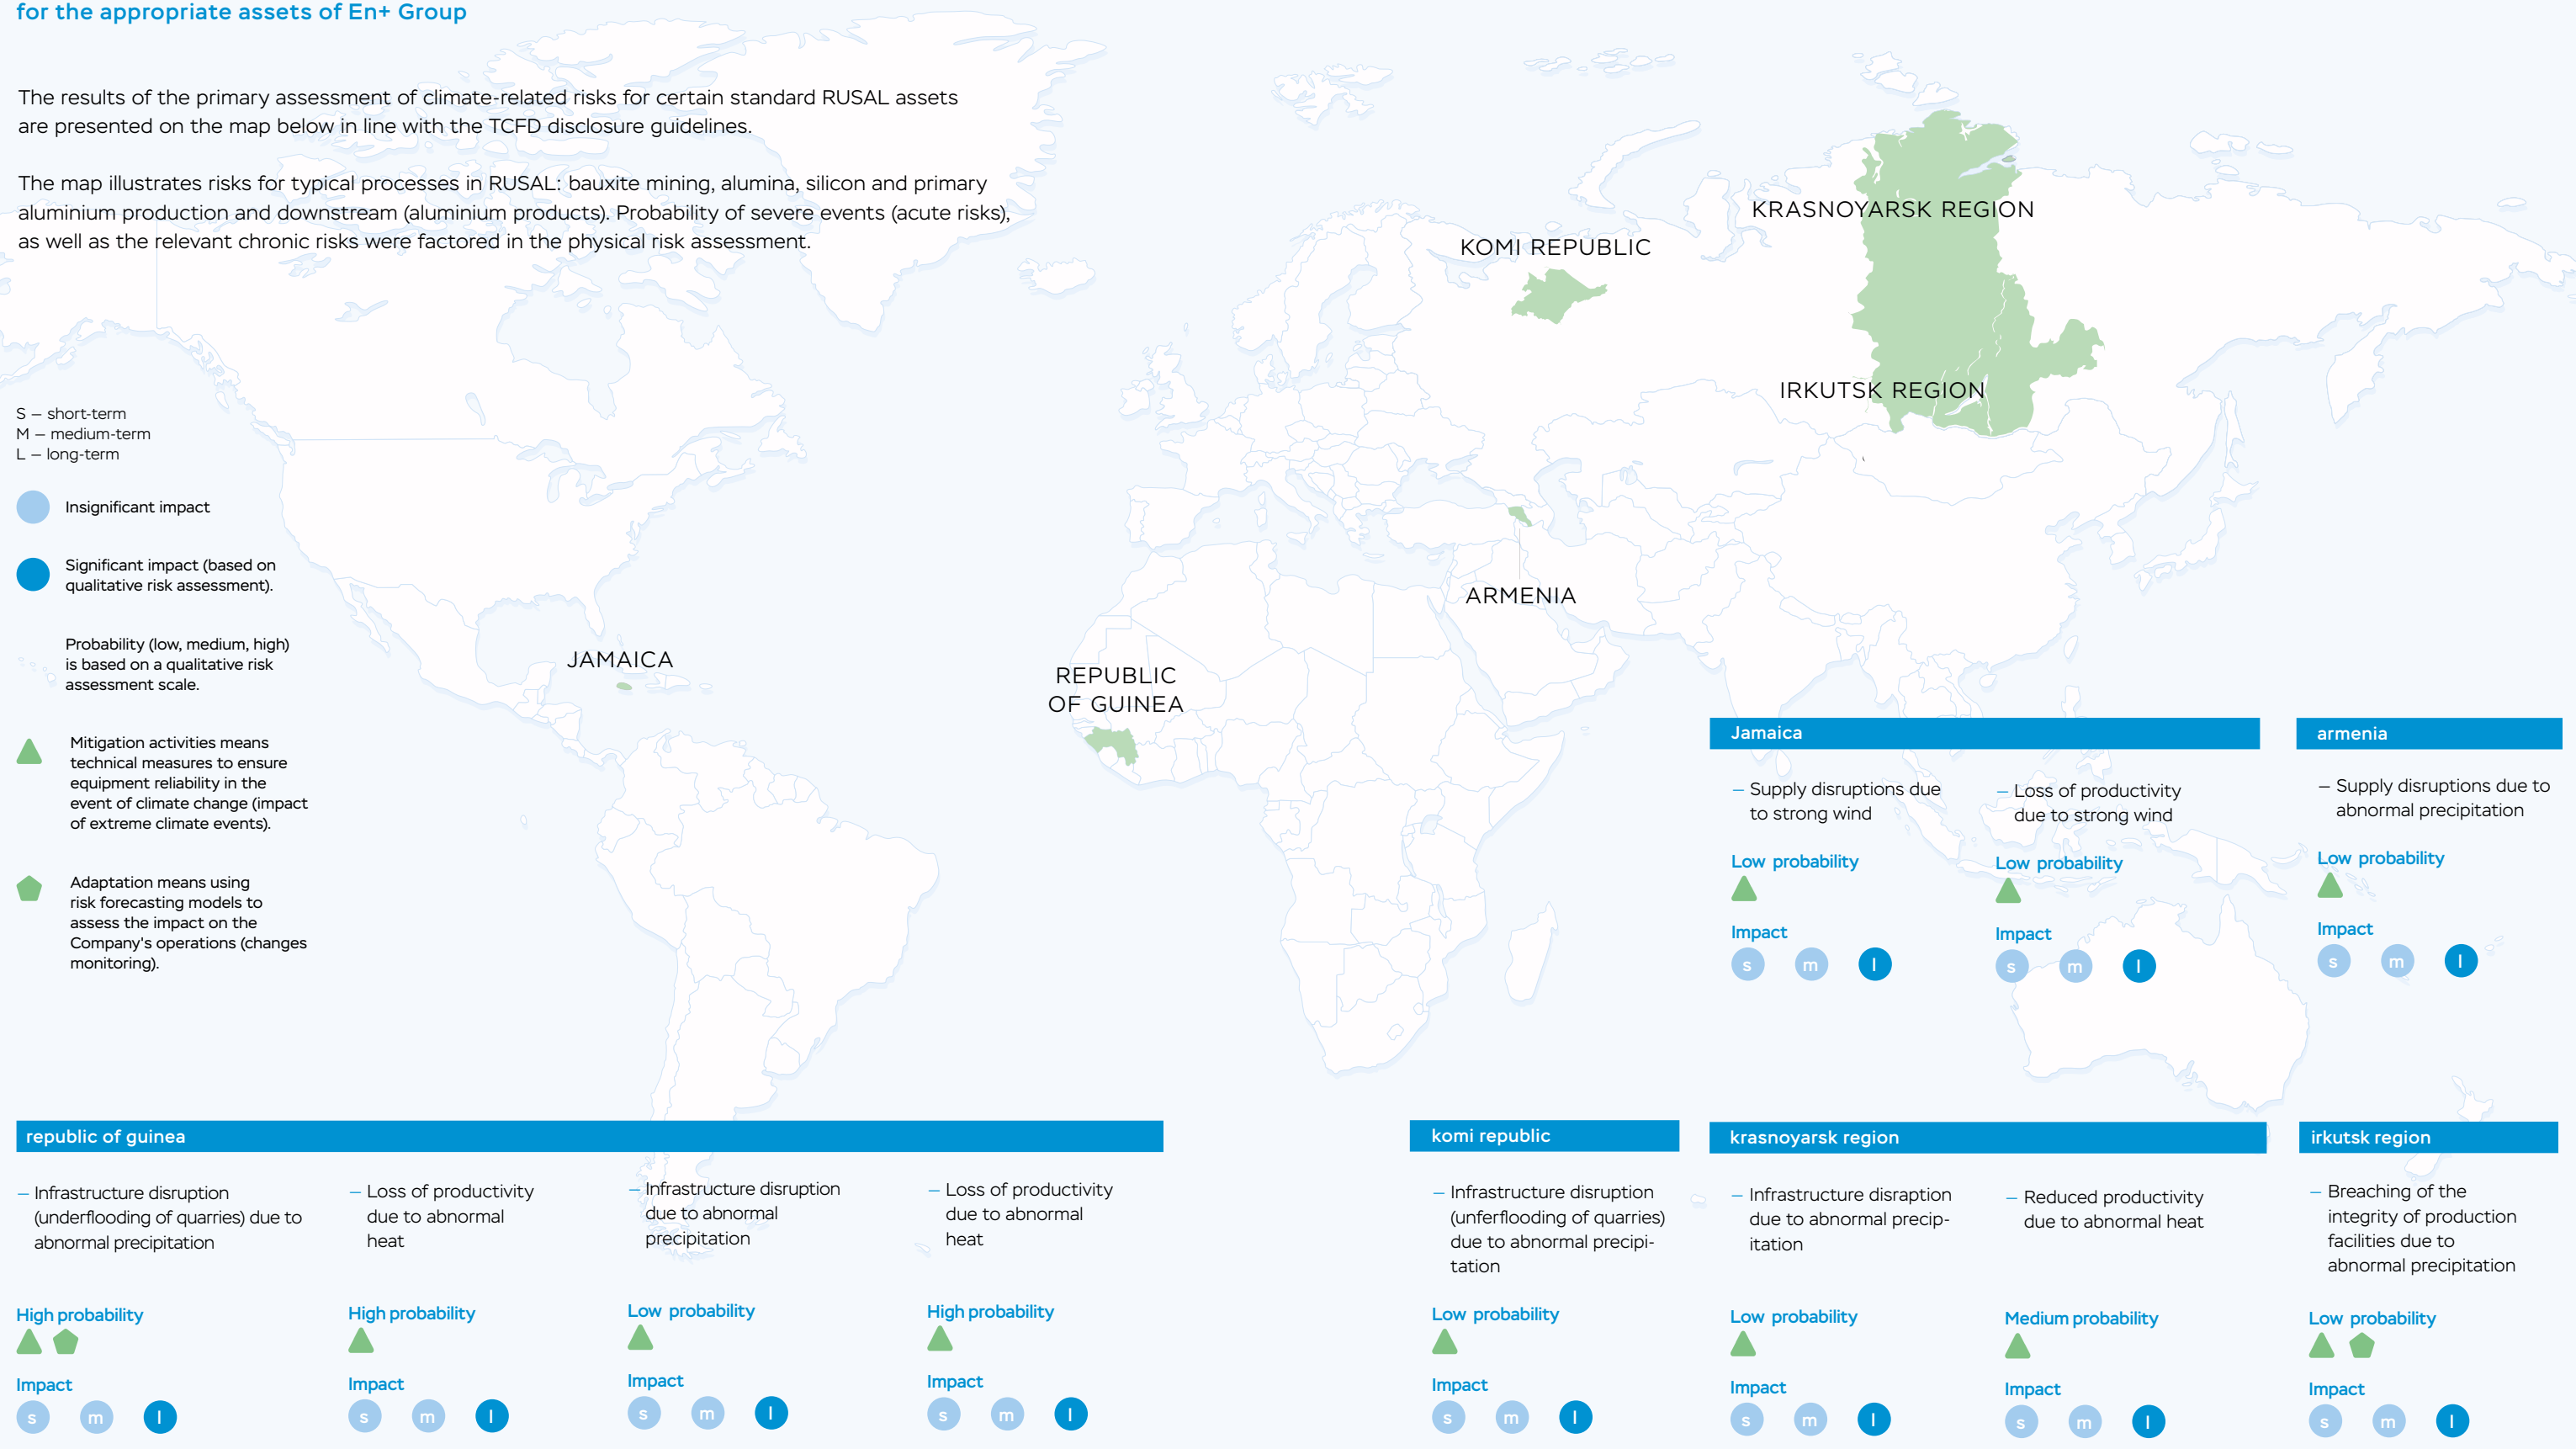 for the appropriate assets of En+ Group
The results of the primary assessment of climate-related risks for certain standard RUSAL assets
are presented on the map below in line with the TCFD disclosure guidelines.
The map illustrates risks for typical processes in RUSAL: bauxite mining, alumina, silicon and primary
aluminium production and downstream (aluminium products). Probability of severe events (acute risks),
as well as the relevant chronic risks were factored in the physical risk assessment.
KRASNOYARSK REGION
KOMI REPUBLIC
IRKUTSK REGION
ARMENIA
JAMAICA
REPUBLIC
OF GUINEA
S – short-term
M – medium-term
L – long-term
Insignificant impact
Significant impact (based on
qualitative risk assessment).
Probability (low, medium, high)
is based on a qualitative risk
assessment scale.
Mitigation activities means
technical measures to ensure
equipment reliability in the
event of climate change (impact
of extreme climate events).
Adaptation means using
risk forecasting models to
assess the impact on the
Company's operations (changes
monitoring).
Jamaica
– Supply disruptions due
to strong wind
Low probability
Impact
s m l
– Loss of productivity
due to strong wind
Low probability
Impact
s m l
armenia
– Supply disruptions due to
abnormal precipitation
Low probability
Impact
s m l
republic of guinea
– Infrastructure disruption
(underflooding of quarries) due to
abnormal precipitation
High probability
Impact
s m l
– Loss of productivity
due to abnormal
heat
High probability
Impact
s m l
– Infrastructure disruption
due to abnormal
precipitation
Low probability
Impact
s m l
– Loss of productivity
due to abnormal
heat
High probability
Impact
s m l
komi republic
– Infrastructure disruption
(unferflooding of quarries)
due to abnormal precipi-
tation
Low probability
Impact
s m l
krasnoyarsk region
– Infrastructure disraption
due to abnormal precip-
itation
Low probability
Impact
s m l
– Reduced productivity
due to abnormal heat
Medium probability
Impact
s m l
irkutsk region
– Breaching of the
integrity of production
facilities due to
abnormal precipitation
Low probability
Impact
s m l